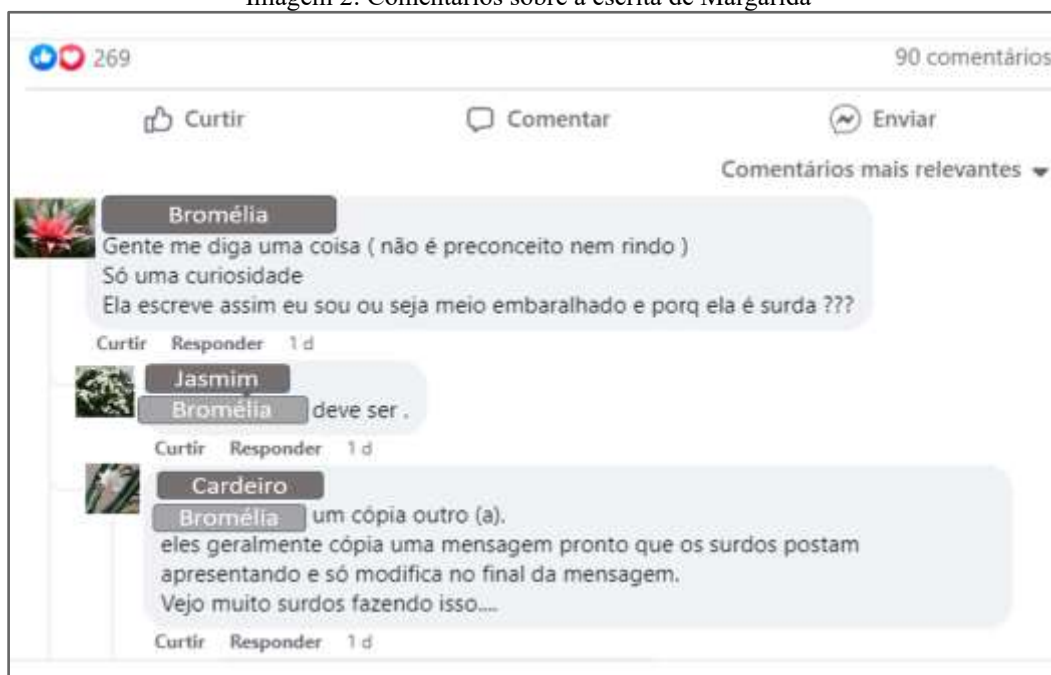 Imagem 2: Comentários sobre a escrita de Margarida
269
90 comentários
Curtir Comentar Enviar
Comentários mais relevantes
Bromélia
Gente me diga uma coisa ( não é preconceito nem rindo )
Só uma curiosidade
Ela escreve assim eu sou ou seja meio embaralhado e porq ela é surda ???
Curtir Responder 1 d
Jasmim
Bromélia deve ser .
Curtir Responder 1 d
Cardeiro
Bromélia um cópia outro (a).
eles geralmente cópia uma mensagem pronto que os surdos postam
apresentando e só modifica no final da mensagem.
Vejo muito surdos fazendo isso....
Curtir Responder 1 d